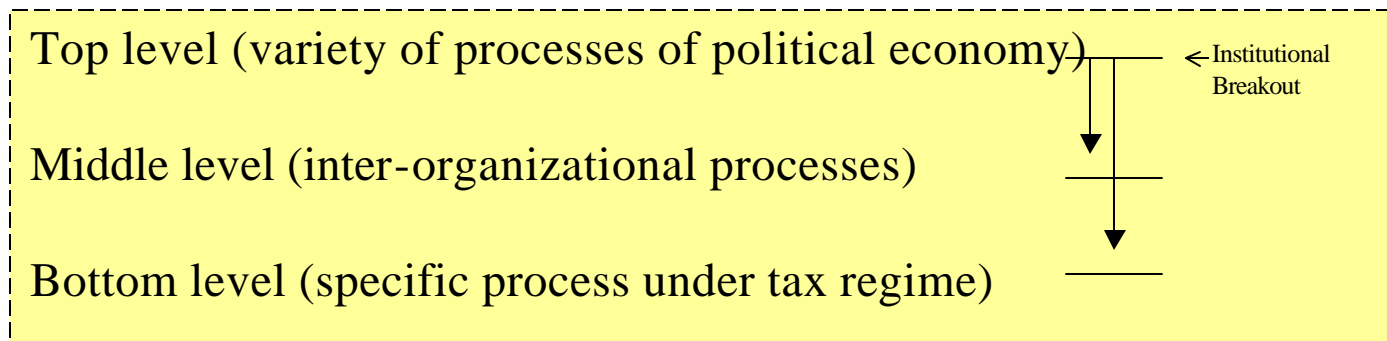 Top level (variety of processes of political economy)
Institutional
Breakout
Middle level (inter-organizational processes)
Bottom level (specific process under tax regime)